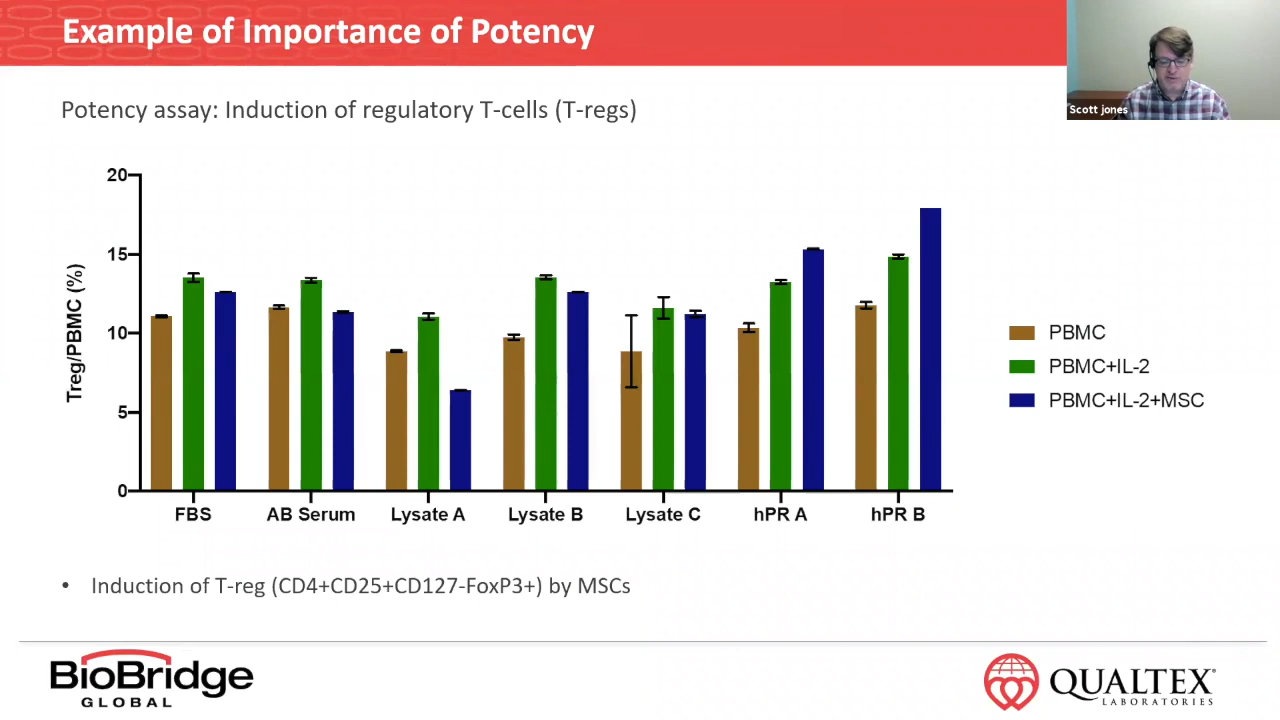 Example of Importance of Potency
Scott jones
Potency assay: Induction of regulatory T-cells (T-regs)
Treg/PBMC (%)
20
15
10
5
0
FBS AB Serum Lysate A Lysate B Lysate C hPR A hPR B
PBMC
PBMC+IL-2
PBMC+IL-2+MSC
• Induction of T-reg (CD4+CD25+CD127-FoxP3+) by MSCs
BioBridge
GLOBAL
QUALTEX
LABORATORIES